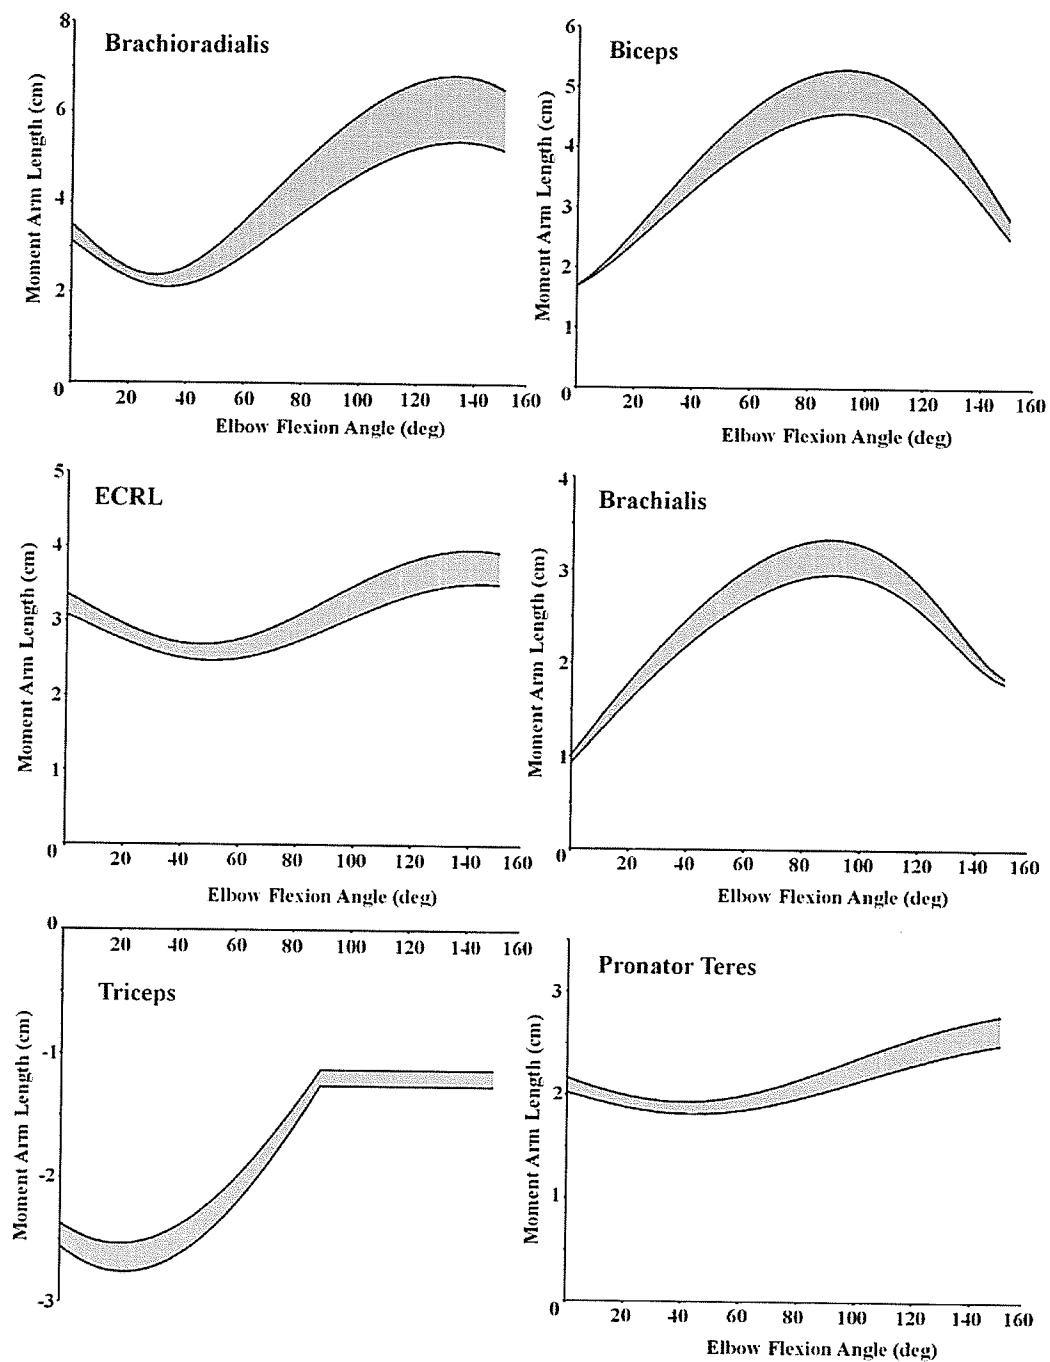 Brachioradialis
Moment Arm Length (cm)
8
6
4
2
0
20 40 60 80 100 120 140 160
Elbow Flexion Angle (deg)
Biceps
Moment Arm Length (cm)
6
5
4
3
2
1
0
20 40 60 80 100 120 140 160
Elbow Flexion Angle (deg)
ECRL
Moment Arm Length (cm)
5
4
3
2
1
0
20 40 60 80 100 120 140 160
Elbow Flexion Angle (deg)
Brachialis
Moment Arm Length (cm)
4
3
2
1
0
20 40 60 80 100 120 140 160
Elbow Flexion Angle (deg)
0
20 40 60 80 100 120 140 160
Triceps
Moment Arm Length (cm)
-1
-2
-3
Pronator Teres
Moment Arm Length (cm)
3
2
1
0
20 40 60 80 100 120 140 160
Elbow Flexion Angle (deg)